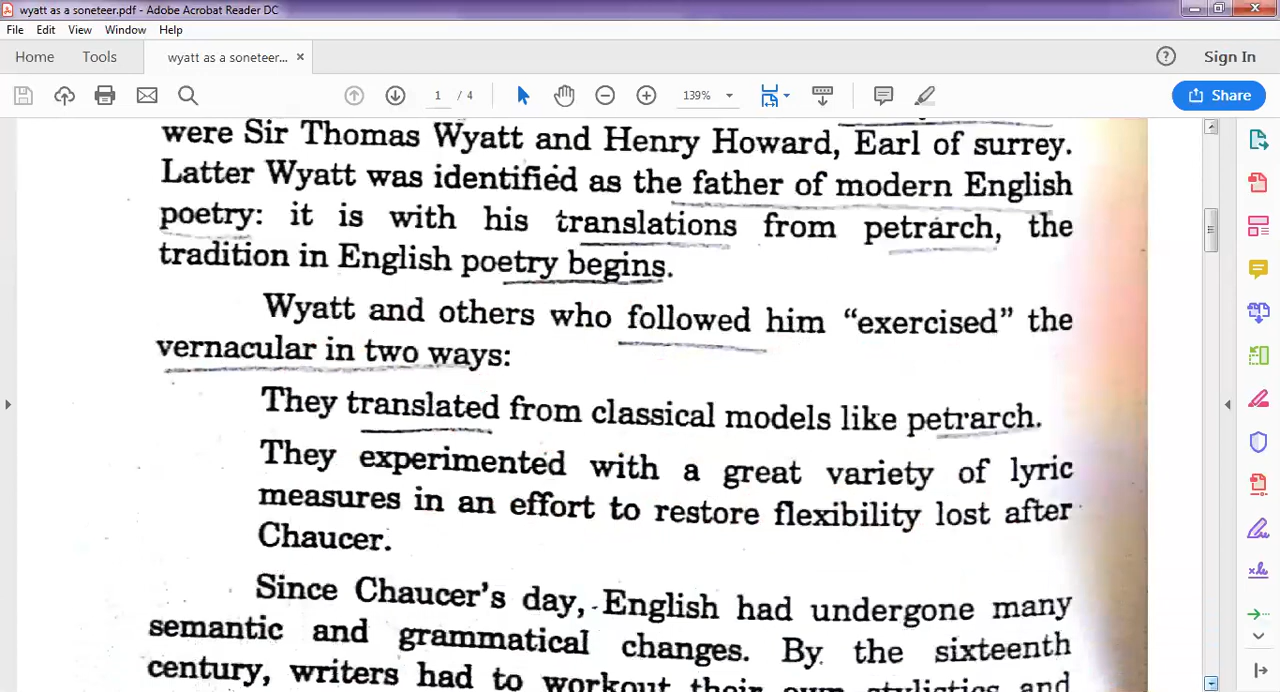 wyatt as a soneteer.pdf - Adobe Acrobat Reader DC
File Edit View Window Help
Home Tools wyatt as a soneteer... × Sign In
1 / 4 139% Share
were Sir Thomas Wyatt and Henry Howard, Earl of surrey.
Latter Wyatt was identified as the father of modern English
poetry: it is with his translations from petrarch, the
tradition in English poetry begins.
Wyatt and others who followed him “exercised” the
vernacular in two ways:
They translated from classical models like petrarch.
They experimented with a great variety of lyric
measures in an effort to restore flexibility lost after
Chaucer.
Since Chaucer's day, English had undergone many
semantic and grammatical changes. By the sixteenth
century, writers had to workout their own stylistics and